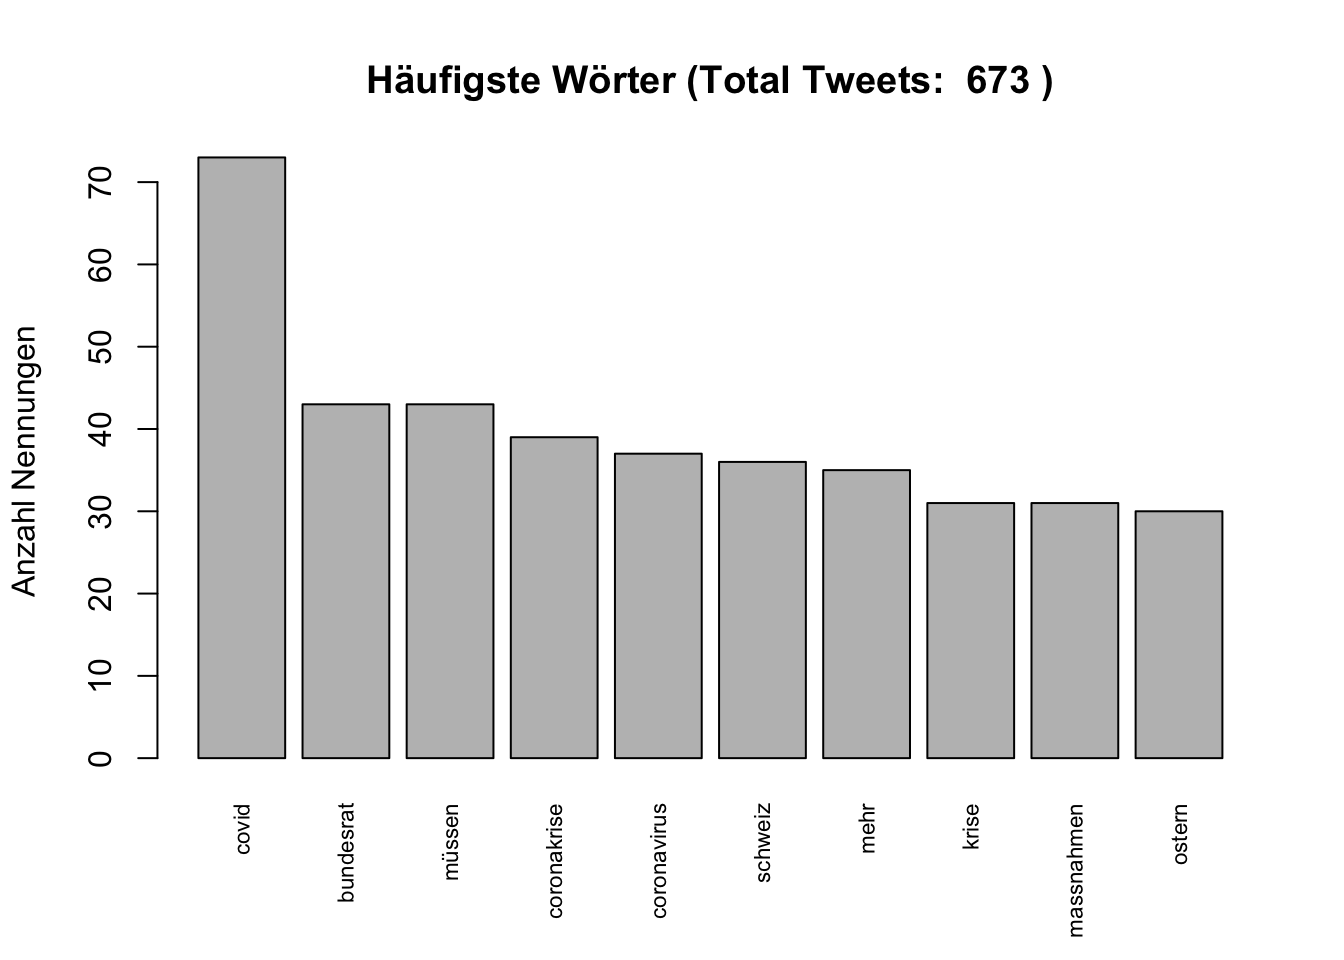 Häufigste Wörter (Total Tweets:  673 )
Anzahl Nennungen
70
60
50
40
30
20
10
0
covid
bundesrat
müssen
coronakrise
coronavirus
schweiz
mehr
krise
massnahmen
ostern